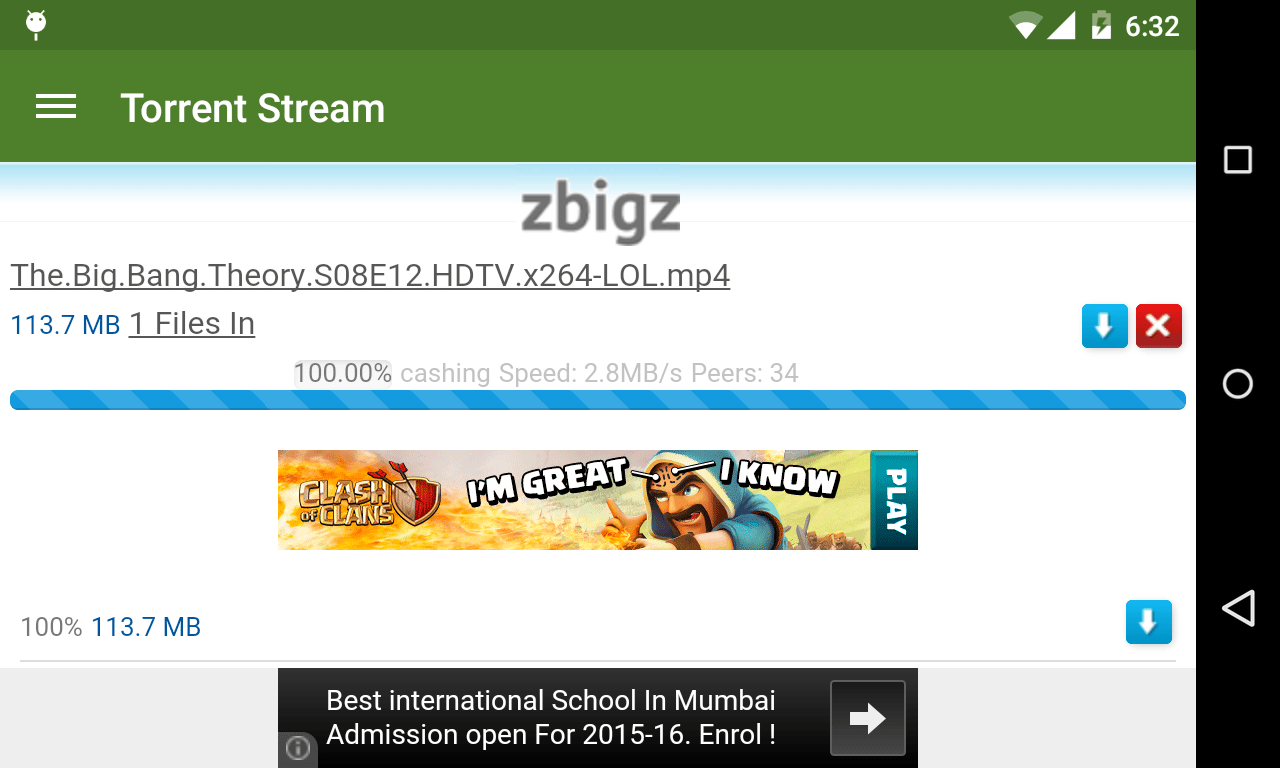 6:32
Torrent Stream
zbigz
The.Big.Bang.Theory.S08E12.HDTV.x264-LOL.mp4
113.7 MB 1 Files In
100.00% cashing Speed: 2.8MB/s Peers: 34
CLASH
of CLANS
I'M GREAT
I KNOW
PLAY
100% 113.7 MB
Best international School In Mumbai
Admission open For 2015-16. Enrol !